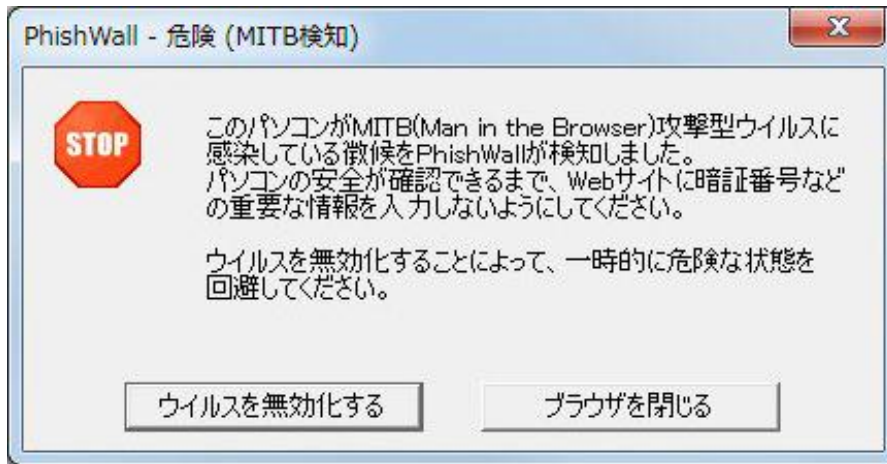 PhishWall - 危険 (MITB検知)
STOP
このパソコンがMITB(Man in the Browser)攻撃型ウイルスに
感染している徴候をPhishWallが検知しました。
パソコンの安全が確認できるまで、Webサイトに暗証番号など
の重要な情報を入力しないようにしてください。
ウイルスを無効化することによって、一時的に危険な状態を
回避してください。
ウイルスを無効化する
ブラウザを閉じる